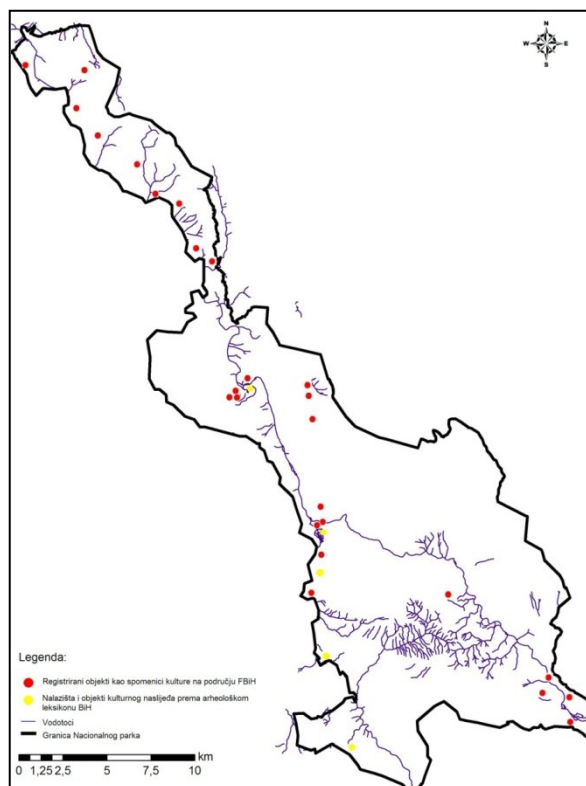 N
W E
S
Legenda:
Registrirani objekti kao spomenici kulture na području FBiH
Nalazišta i objekti kulturnog naslijeđa prema arheološkom
leksikonu BiH
Vodotoci
Granica Nacionalnog parka
km
0 1,25 2,5 5 7,5 10